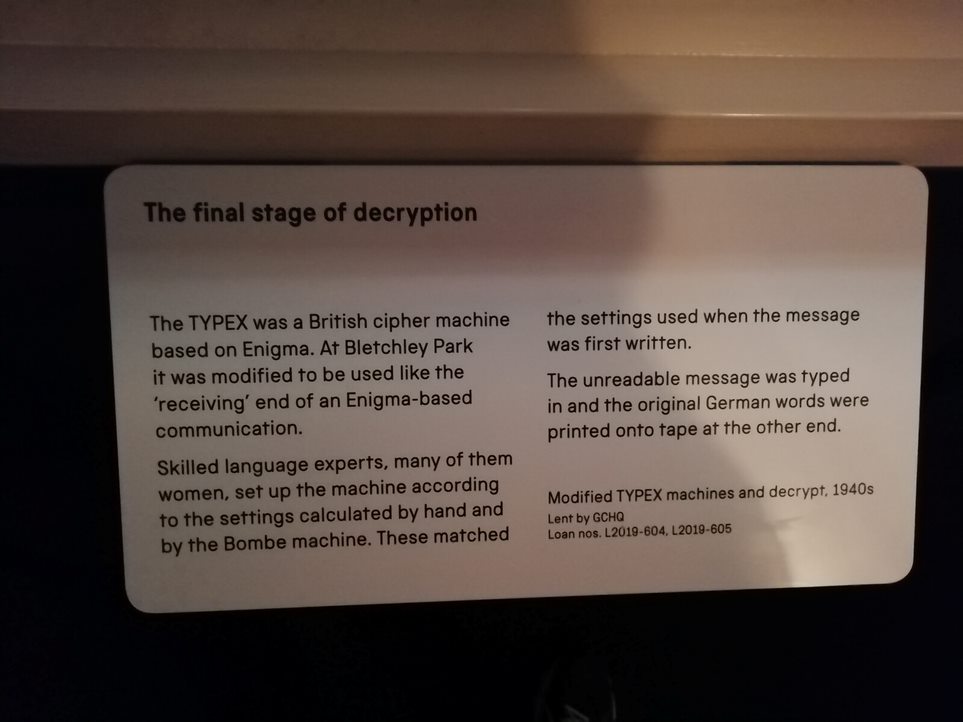 The final stage of decryption
The TYPEX was a British cipher machine
based on Enigma. At Bletchley Park
it was modified to be used like the
‘receiving’ end of an Enigma-based
communication.
Skilled language experts, many of them
women, set up the machine according
to the settings calculated by hand and
by the Bombe machine. These matched
the settings used when the message
was first written.
The unreadable message was typed
in and the original German words were
printed onto tape at the other end.
Modified TYPEX machines and decrypt, 1940s
Lent by GCHQ
Loan nos. L2019-604, L2019-605